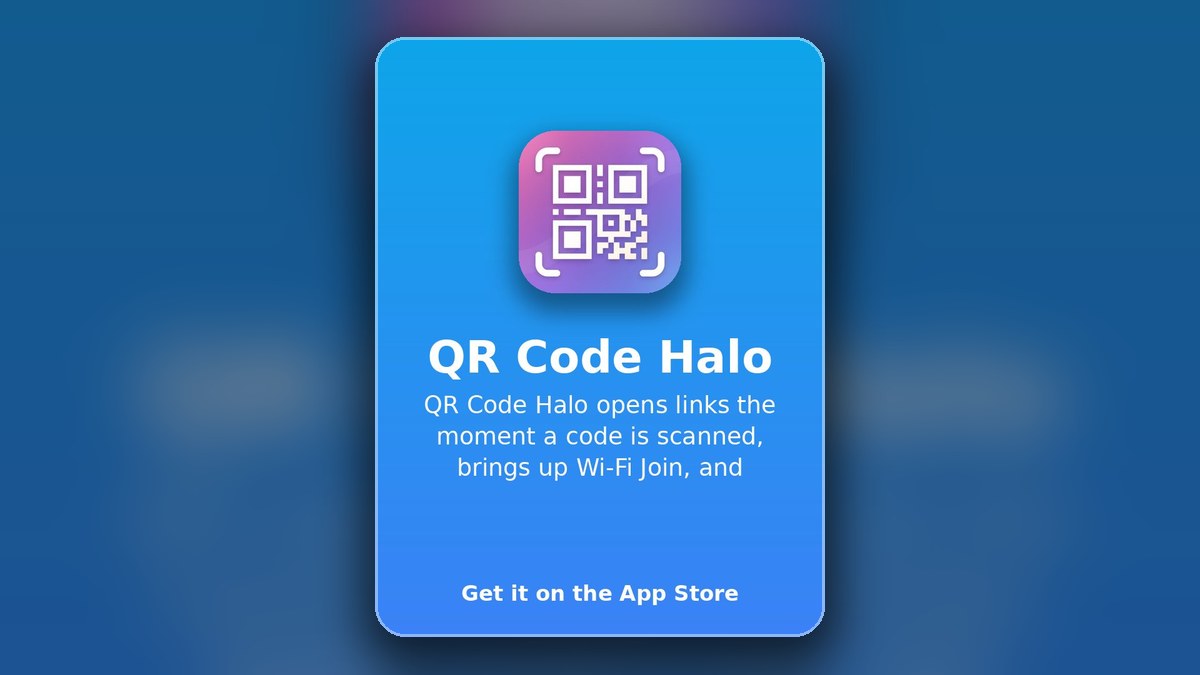 QR Code Halo
QR Code Halo opens links the
moment a code is scanned,
brings up Wi-Fi Join, and
Get it on the App Store